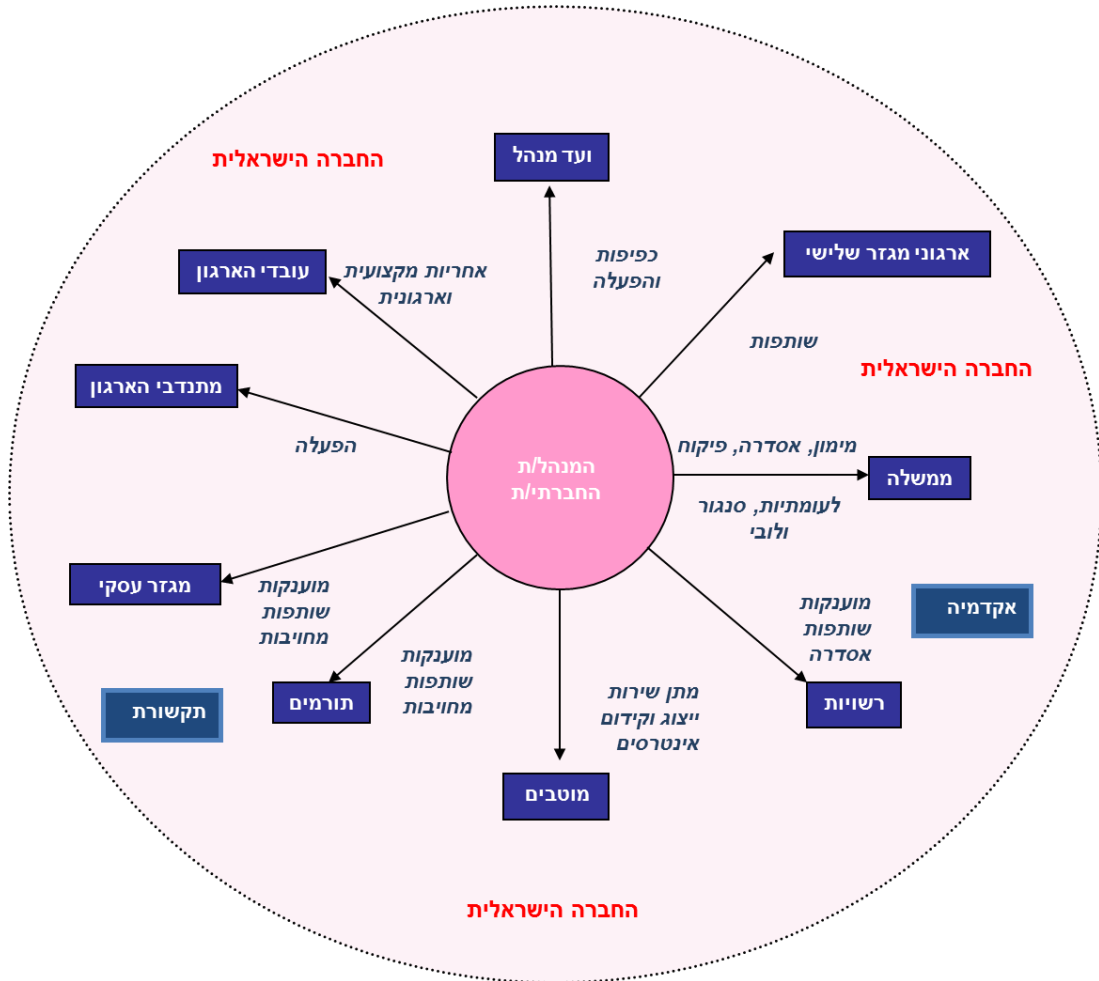 ועד מנהל
החברה הישראלית
ארגוני מגזר שלישי
כפיפות
והפעלה
עובדי הארגון
אחריות מקצועית
וארגונית
שותפות
החברה הישראלית
מתנדבי הארגון
הפעלה
המנהל/ת
החברתי/ת
מימון, אסדרה, פיקוח
ממשלה
לעומתיות, סנגור
ולובי
מגזר עסקי
מוענקות
שותפות
מחויבות
אקדמיה
מוענקות
שותפות
אסדרה
רשויות
מתן שירות
ייצוג וקידום
אינטרסים
מוטבים
מוענקות
שותפות
מחויבות
תורמים
תקשורת
החברה הישראלית